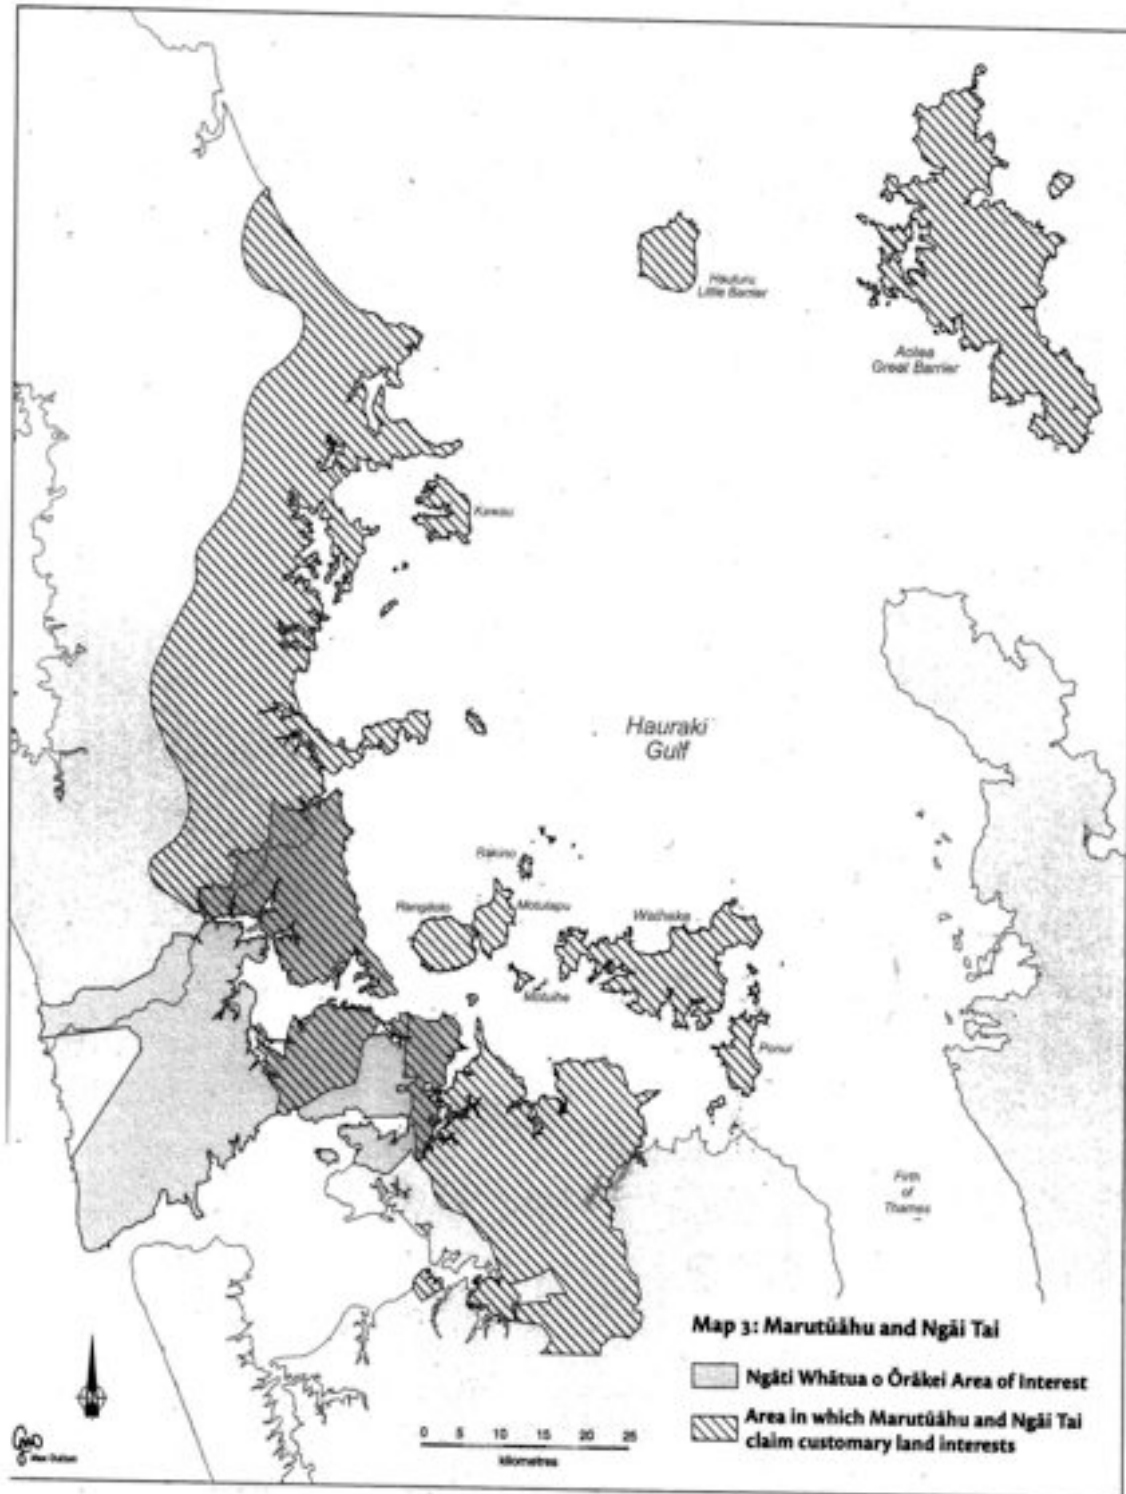 Hauturu
Little Barrier
Aotea
Great Barrier
Kawau
Hauraki
Gulf
Rakino
Rangitoto
Motutapu
Waiheke
Motuihe
Ponui
Firth
of
Thames
Map 3: Marutūāhu and Ngāi Tai
Ngāti Whātua o Ōrākei Area of Interest
Area in which Marutūāhu and Ngāi Tai
claim customary land interests
0 5 10 15 20 25
kilometres